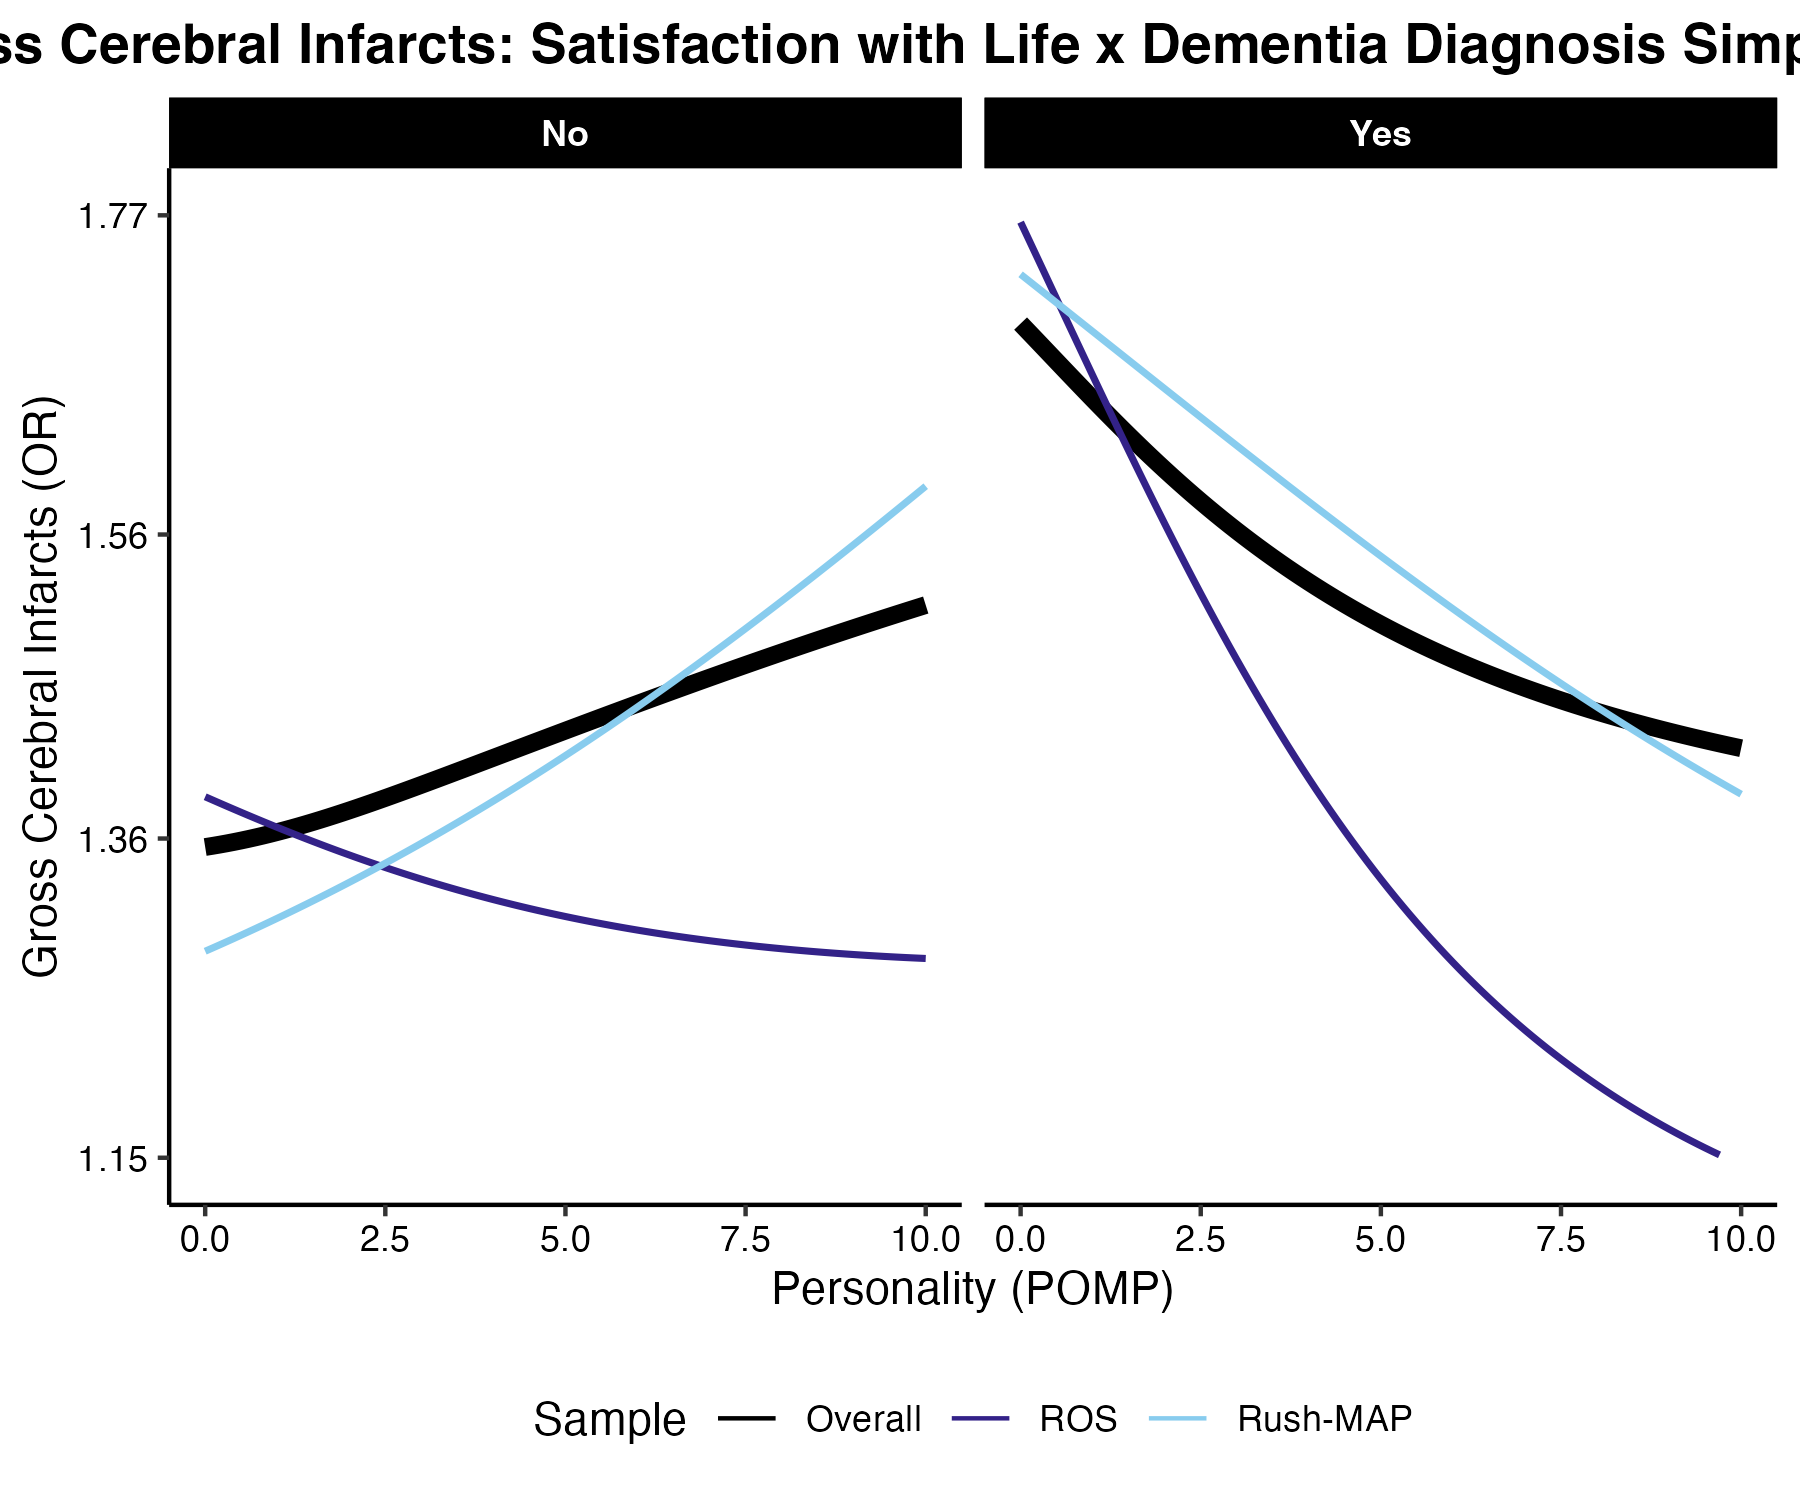 ss Cerebral Infarcts: Satisfaction with Life x Dementia Diagnosis Simp
No
Yes
Gross Cerebral Infarcts (OR)
1.77
1.56
1.36
1.15
0.0 2.5 5.0 7.5 10.0
0.0 2.5 5.0 7.5 10.0
Personality (POMP)
Sample Overall ROS Rush-MAP